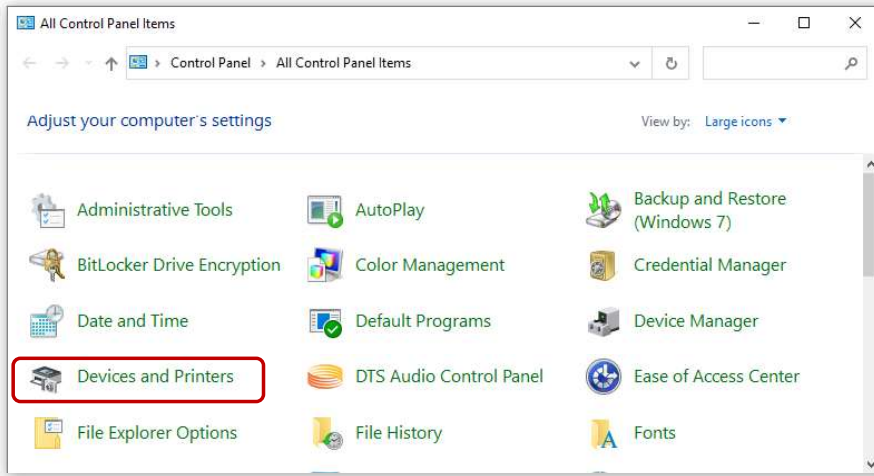 All Control Panel Items
Control Panel > All Control Panel Items
Adjust your computer's settings
View by: Large icons
Administrative Tools
AutoPlay
Backup and Restore
(Windows 7)
BitLocker Drive Encryption
Color Management
Credential Manager
Date and Time
Default Programs
Device Manager
Devices and Printers
DTS Audio Control Panel
Ease of Access Center
File Explorer Options
File History
Fonts